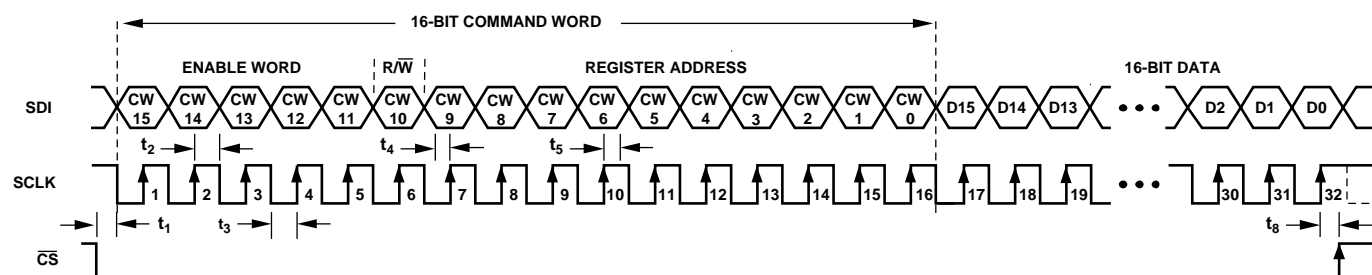 16-BIT COMMAND WORD
ENABLE WORD R/W̅ REGISTER ADDRESS 16-BIT DATA
SDI CW 15 CW 14 CW 13 CW 12 CW 11 CW 10 CW 9 CW 8 CW 7 CW 6 CW 5 CW 4 CW 3 CW 2 CW 1 CW 0 D15 D14 D13 ••• D2 D1 D0
t2 t4 t5
SCLK 1 2 3 4 5 6 7 8 9 10 11 12 13 14 15 16 17 18 19 ••• 30 31 32
t1 t3 t8
C̅S̅